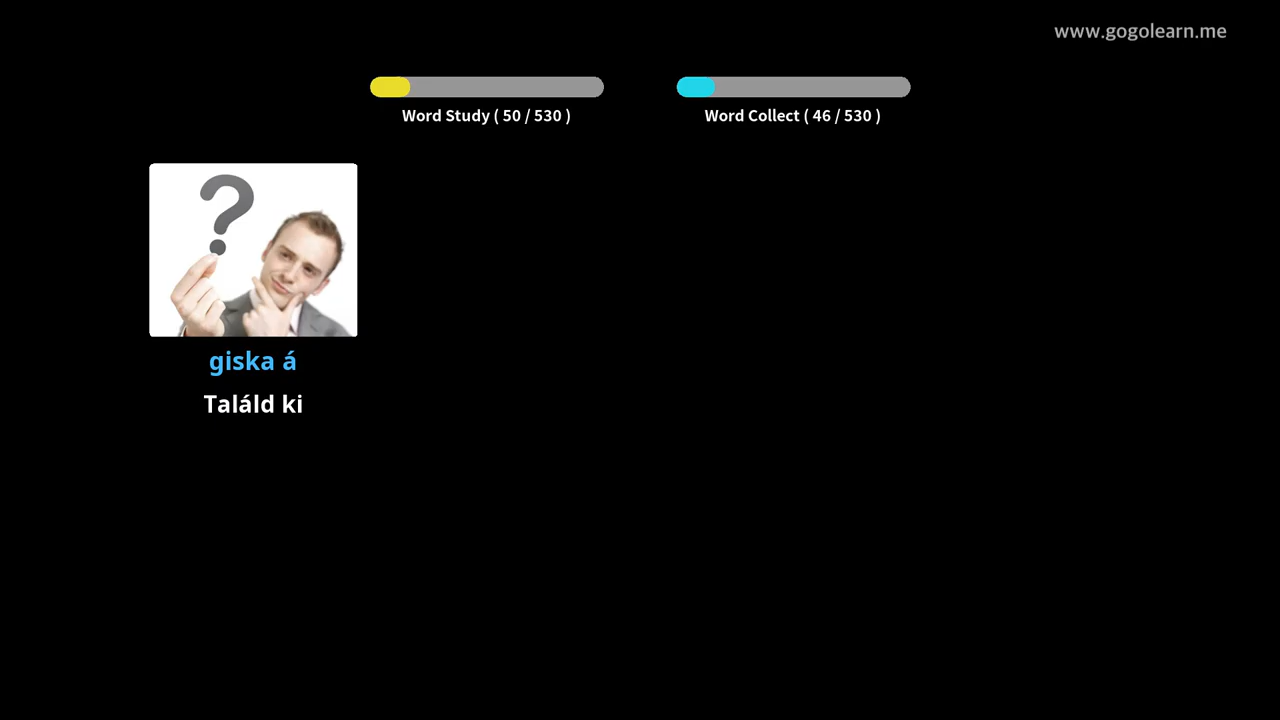 www.gogolearn.me
Word Study ( 50 / 530 )
Word Collect ( 46 / 530 )
?
giska á
Találd ki